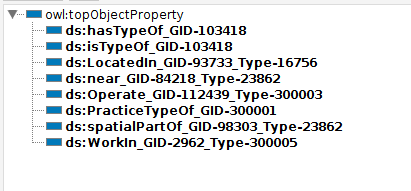 owl:topObjectProperty
ds:hasTypeOf_GID-103418
ds:isTypeOf_GID-103418
ds:LocatedIn_GID-93733_Type-16756
ds:near_GID-84218_Type-23862
ds:Operate_GID-112439_Type-300003
ds:PracticeTypeOf_GID-300001
ds:spatialPartOf_GID-98303_Type-23862
ds:WorkIn_GID-2962_Type-300005